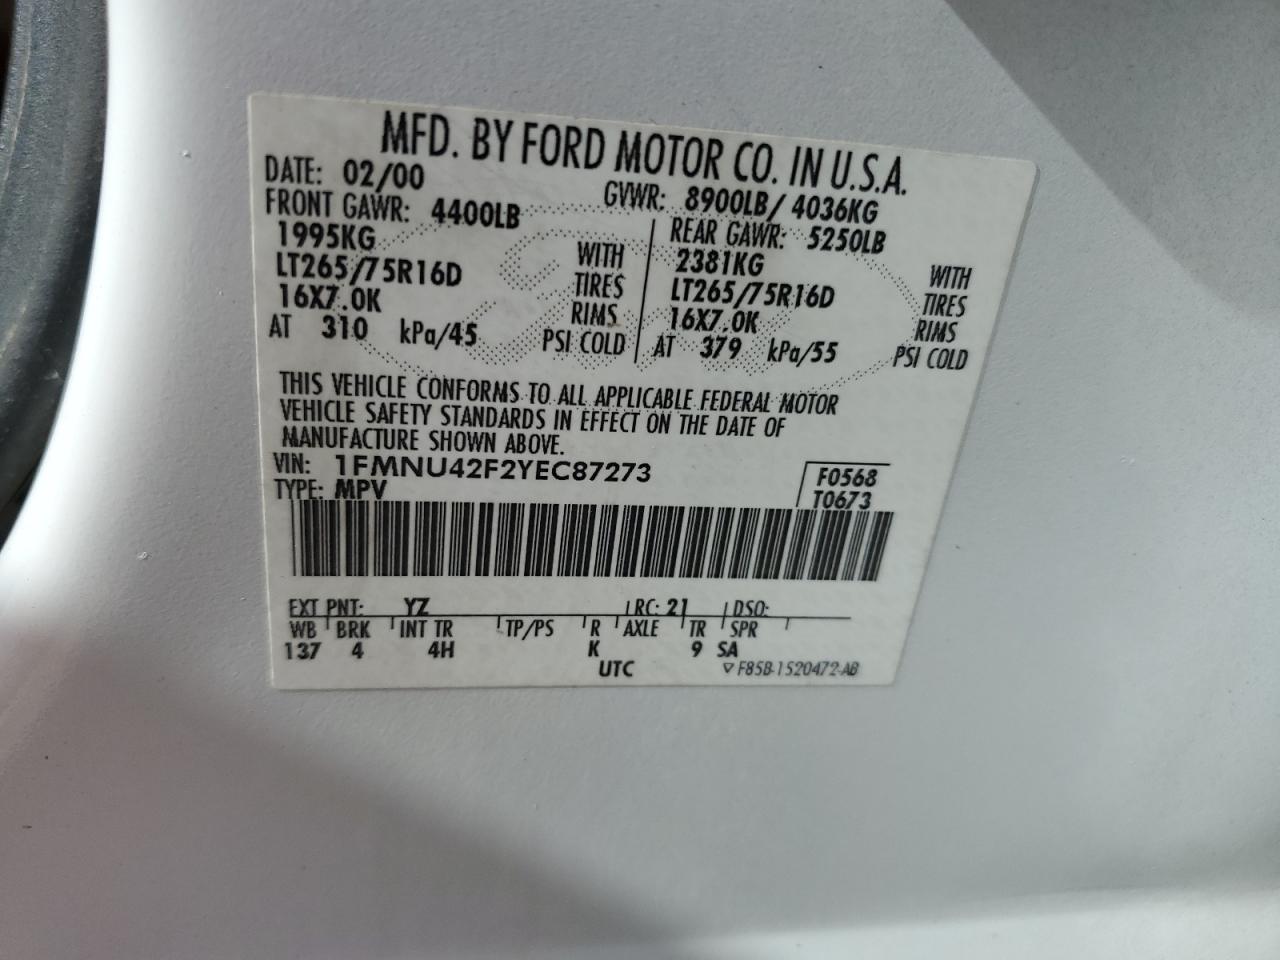 MFD. BY FORD MOTOR CO. IN U.S.A.
DATE: 02/00 GVWR: 8900LB/ 4036KG
FRONT GAWR: 4400LB REAR GAWR: 5250LB
1995KG WITH 2381KG WITH
LT265/75R16D TIRES LT265/75R16D TIRES
16X7.0K RIMS 16X7.0K RIMS
AT 310 kPa/45 PSI COLD AT 379 kPa/55 PSI COLD
THIS VEHICLE CONFORMS TO ALL APPLICABLE FEDERAL MOTOR
VEHICLE SAFETY STANDARDS IN EFFECT ON THE DATE OF
MANUFACTURE SHOWN ABOVE.
VIN: 1FMNU42F2YEC87273 F0568
TYPE: MPV T0673
EXT PNT: YZ RC: 21 DSO:
WB BRK INT TR TP/PS R AXLE TR SPR
137 4 4H K 9 SA
UTC F85B-1520472-AB